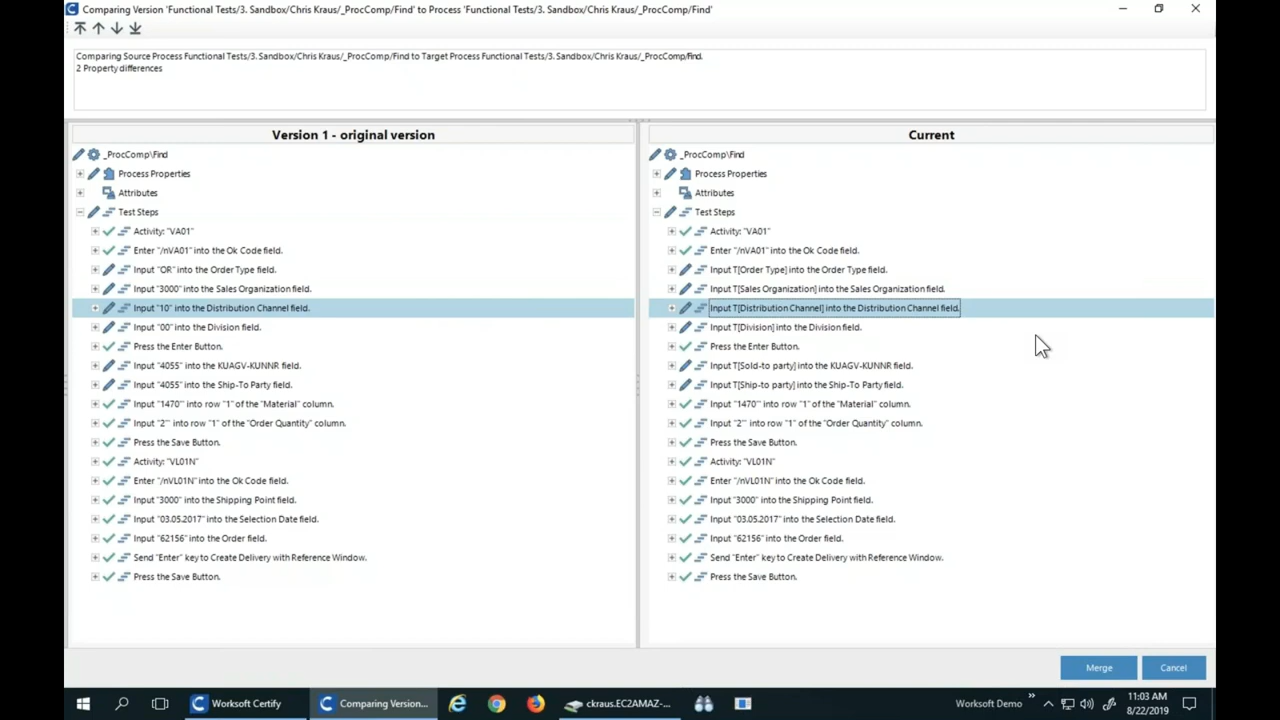 Comparing Version 'Functional Tests/3. Sandbox/Chris Kraus/_ProcComp/Find' to Process 'Functional Tests/3. Sandbox/Chris Kraus/_ProcComp/Find'
Comparing Source Process Functional Tests/3. Sandbox/Chris Kraus/_ProcComp/Find to Target Process Functional Tests/3. Sandbox/Chris Kraus/_ProcComp/Find.
2 Property differences
Version 1 - original version
_ProcComp\Find
Process Properties
Attributes
Test Steps
Activity: "VA01"
Enter "/nVA01" into the Ok Code field.
Input "OR" into the Order Type field.
Input "3000" into the Sales Organization field.
Input "10" into the Distribution Channel field.
Input "00" into the Division field.
Press the Enter Button.
Input "4055" into the KUAGV-KUNNR field.
Input "4055" into the Ship-To Party field.
Input "1470"' into row "1" of the "Material" column.
Input "2"' into row "1" of the "Order Quantity" column.
Press the Save Button.
Activity: "VL01N"
Enter "/nVL01N" into the Ok Code field.
Input "3000" into the Shipping Point field.
Input "03.05.2017" into the Selection Date field.
Input "62156" into the Order field.
Send "Enter" key to Create Delivery with Reference Window.
Press the Save Button.
Current
_ProcComp\Find
Process Properties
Attributes
Test Steps
Activity: "VA01"
Enter "/nVA01" into the Ok Code field.
Input T[Order Type] into the Order Type field.
Input T[Sales Organization] into the Sales Organization field.
Input T[Distribution Channel] into the Distribution Channel field.
Input T[Division] into the Division field.
Press the Enter Button.
Input T[Sold-to party] into the KUAGV-KUNNR field.
Input T[Ship-to party] into the Ship-To Party field.
Input "1470"' into row "1" of the "Material" column.
Input "2"' into row "1" of the "Order Quantity" column.
Press the Save Button.
Activity: "VL01N"
Enter "/nVL01N" into the Ok Code field.
Input "3000" into the Shipping Point field.
Input "03.05.2017" into the Selection Date field.
Input "62156" into the Order field.
Send "Enter" key to Create Delivery with Reference Window.
Press the Save Button.
Merge
Cancel
Worksoft Certify
Comparing Version...
ckraus.EC2AMAZ-...
Worksoft Demo
11:03 AM
8/22/2019